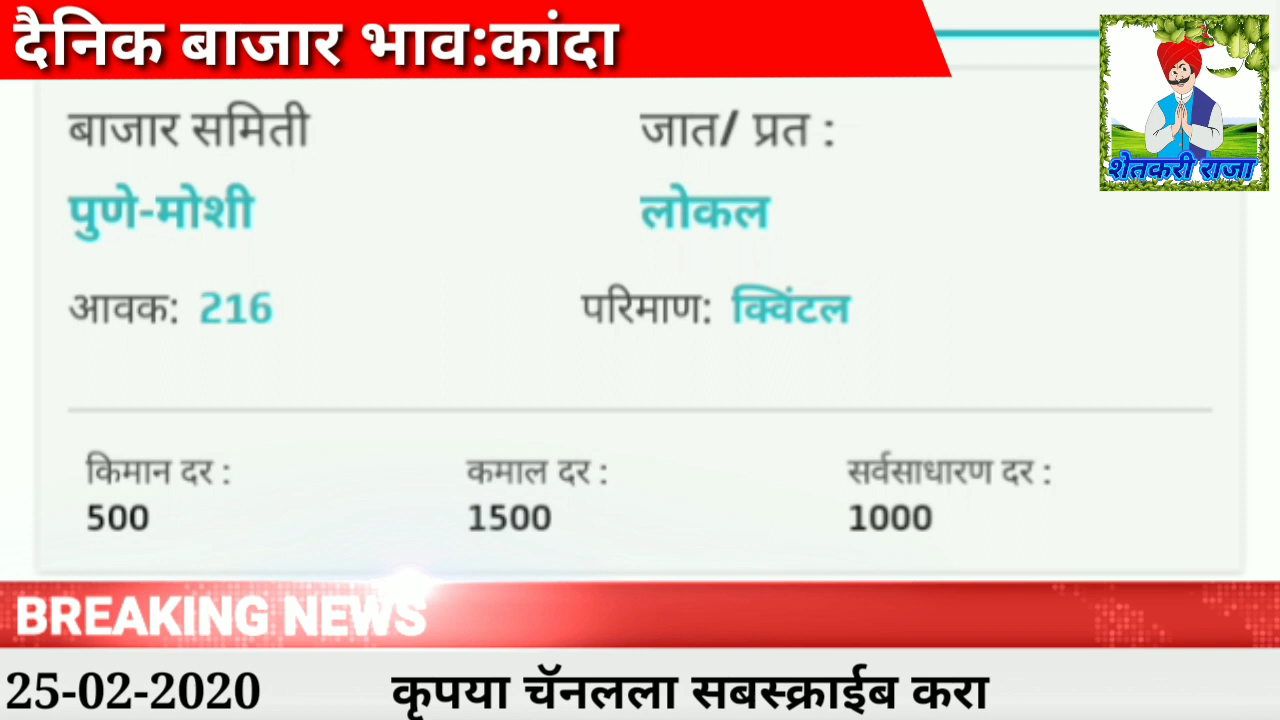 दैनिक बाजार भाव:कांदा
शेतकरी राजा
बाजार समिती जात/ प्रत :
पुणे-मोशी लोकल
आवक: 216 परिमाण: क्विंटल
किमान दर : कमाल दर : सर्वसाधारण दर :
500 1500 1000
BREAKING NEWS
25-02-2020 कृपया चॅनलला सबस्क्राईब करा